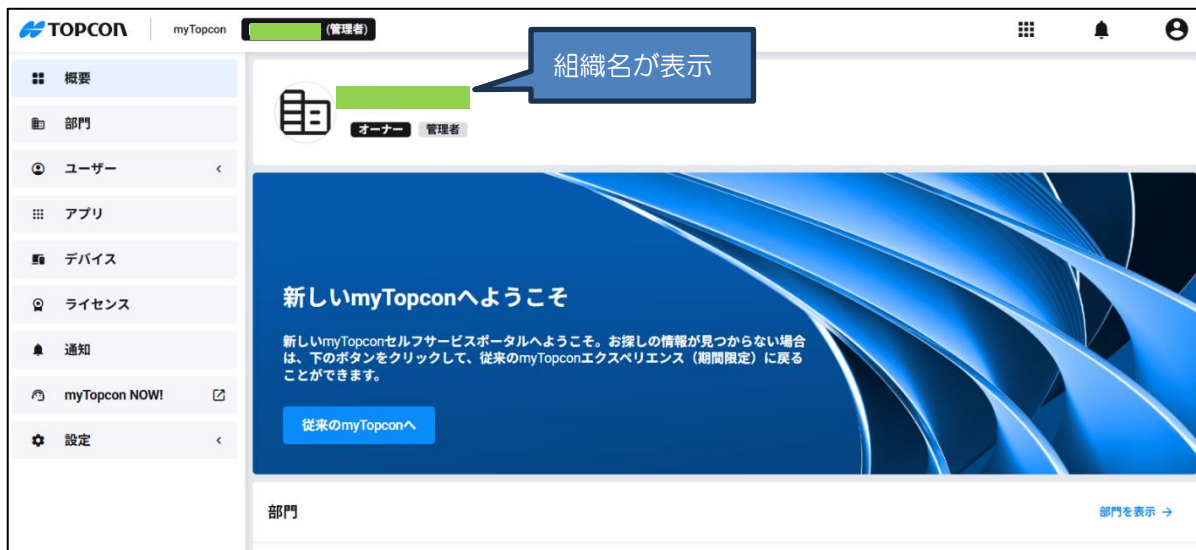 TOPCON
myTopcon
(管理者)
組織名が表示
概要
部門
ユーザー
アプリ
デバイス
ライセンス
通知
myTopcon NOW!
設定
オーナー 管理者
新しいmyTopconへようこそ
新しいmyTopconセルフサービスポータルへようこそ。お探しの情報が見つからない場合
は、下のボタンをクリックして、従来のmyTopconエクスペリエンス（期間限定）に戻る
ことができます。
従来のmyTopconへ
部門
部門を表示 →